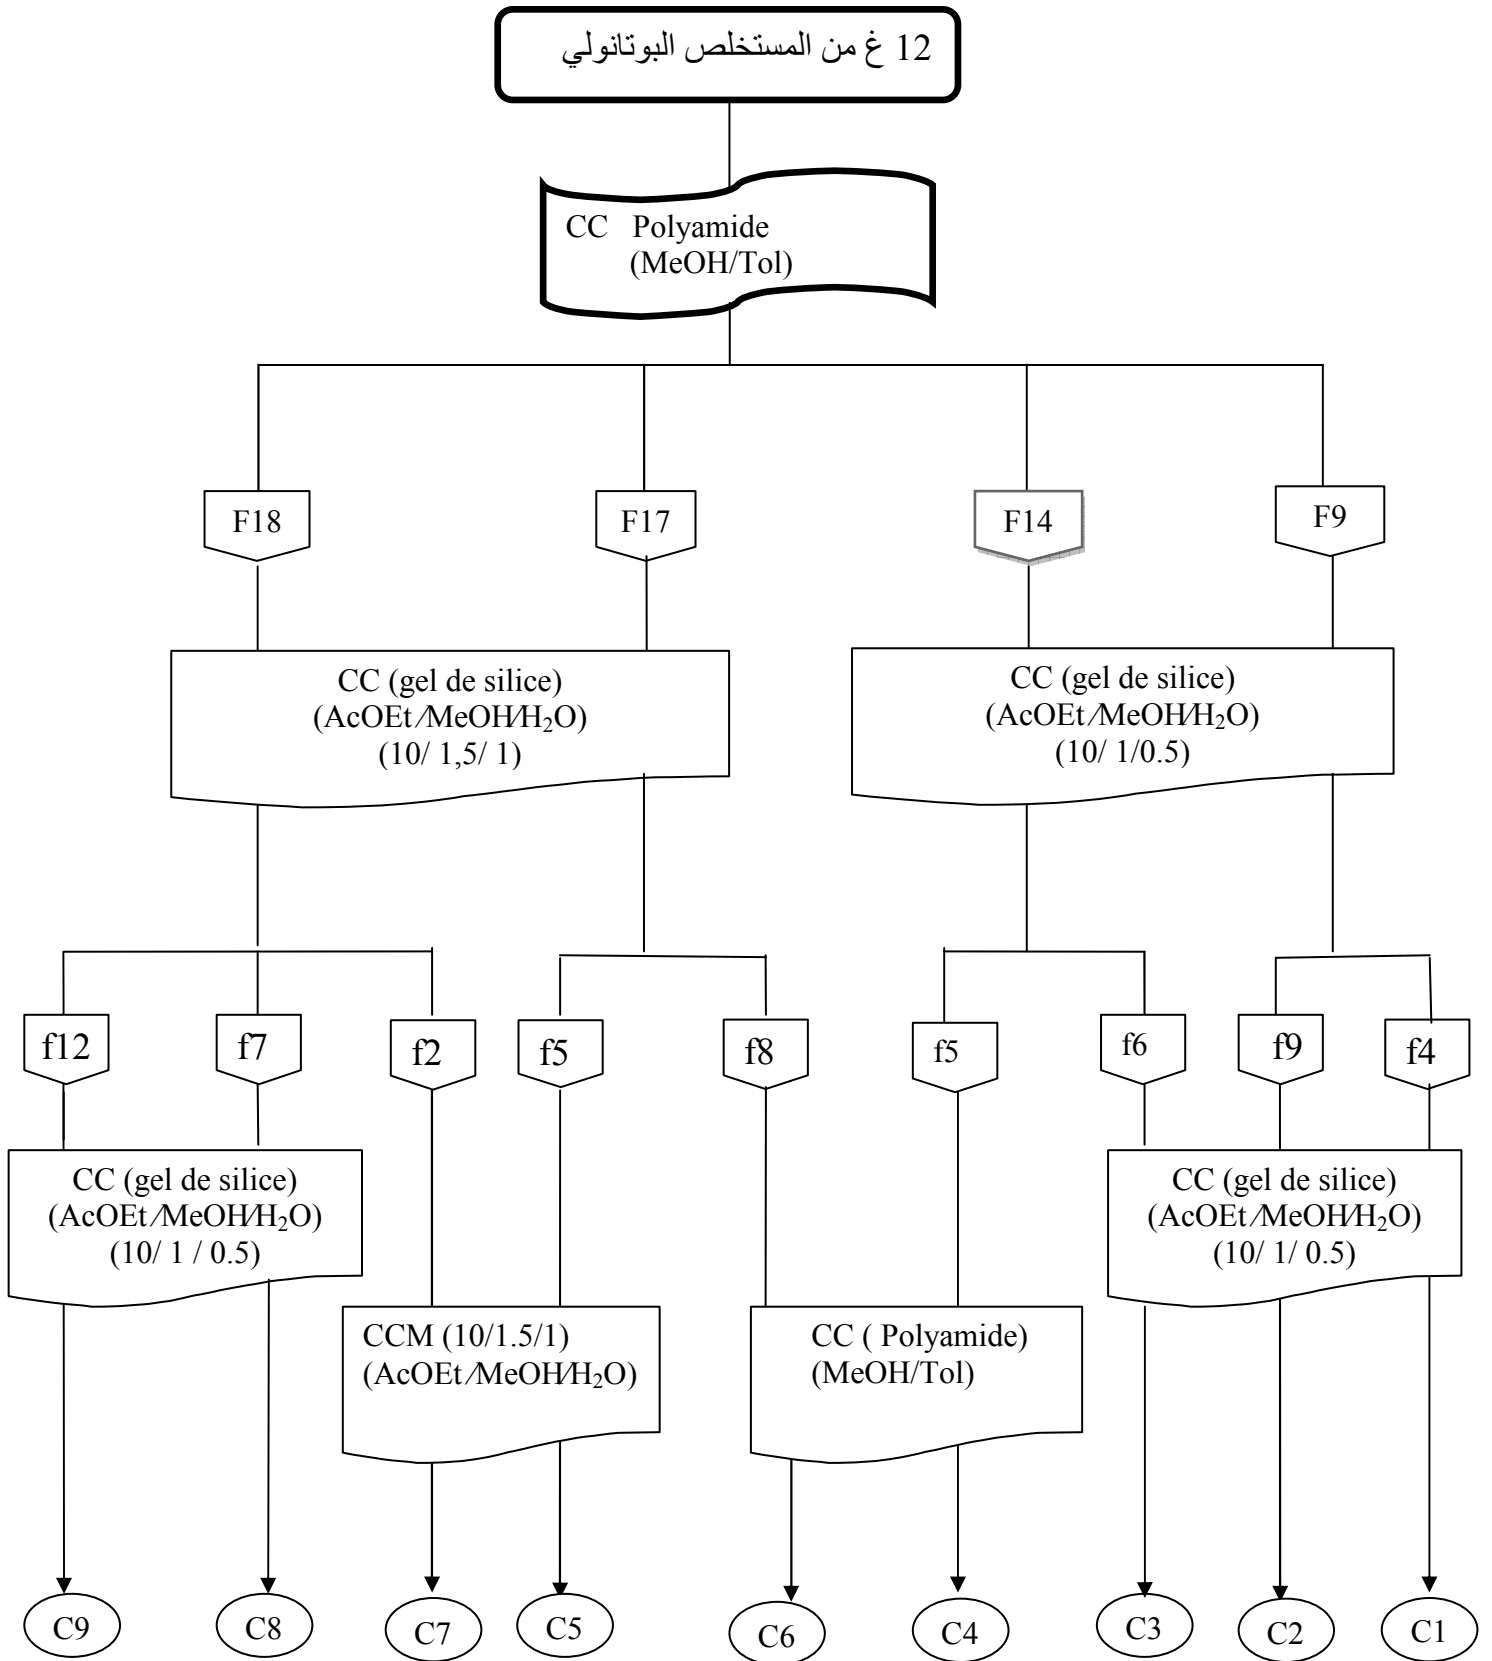 12 غ من المستخلص البوتانولي
CC Polyamide
(MeOH/Tol)
F18
F17
F14
F9
CC (gel de silice)
(AcOEt/MeOH/H₂O)
(10/ 1,5/ 1)
CC (gel de silice)
(AcOEt/MeOH/H₂O)
(10/ 1/0.5)
f12
f7
f2
f5
f8
f5
f6
f9
f4
CC (gel de silice)
(AcOEt/MeOH/H₂O)
(10/ 1 / 0.5)
CC (gel de silice)
(AcOEt/MeOH/H₂O)
(10/ 1/ 0.5)
CCM (10/1.5/1)
(AcOEt/MeOH/H₂O)
CC ( Polyamide)
(MeOH/Tol)
C9
C8
C7
C5
C6
C4
C3
C2
C1